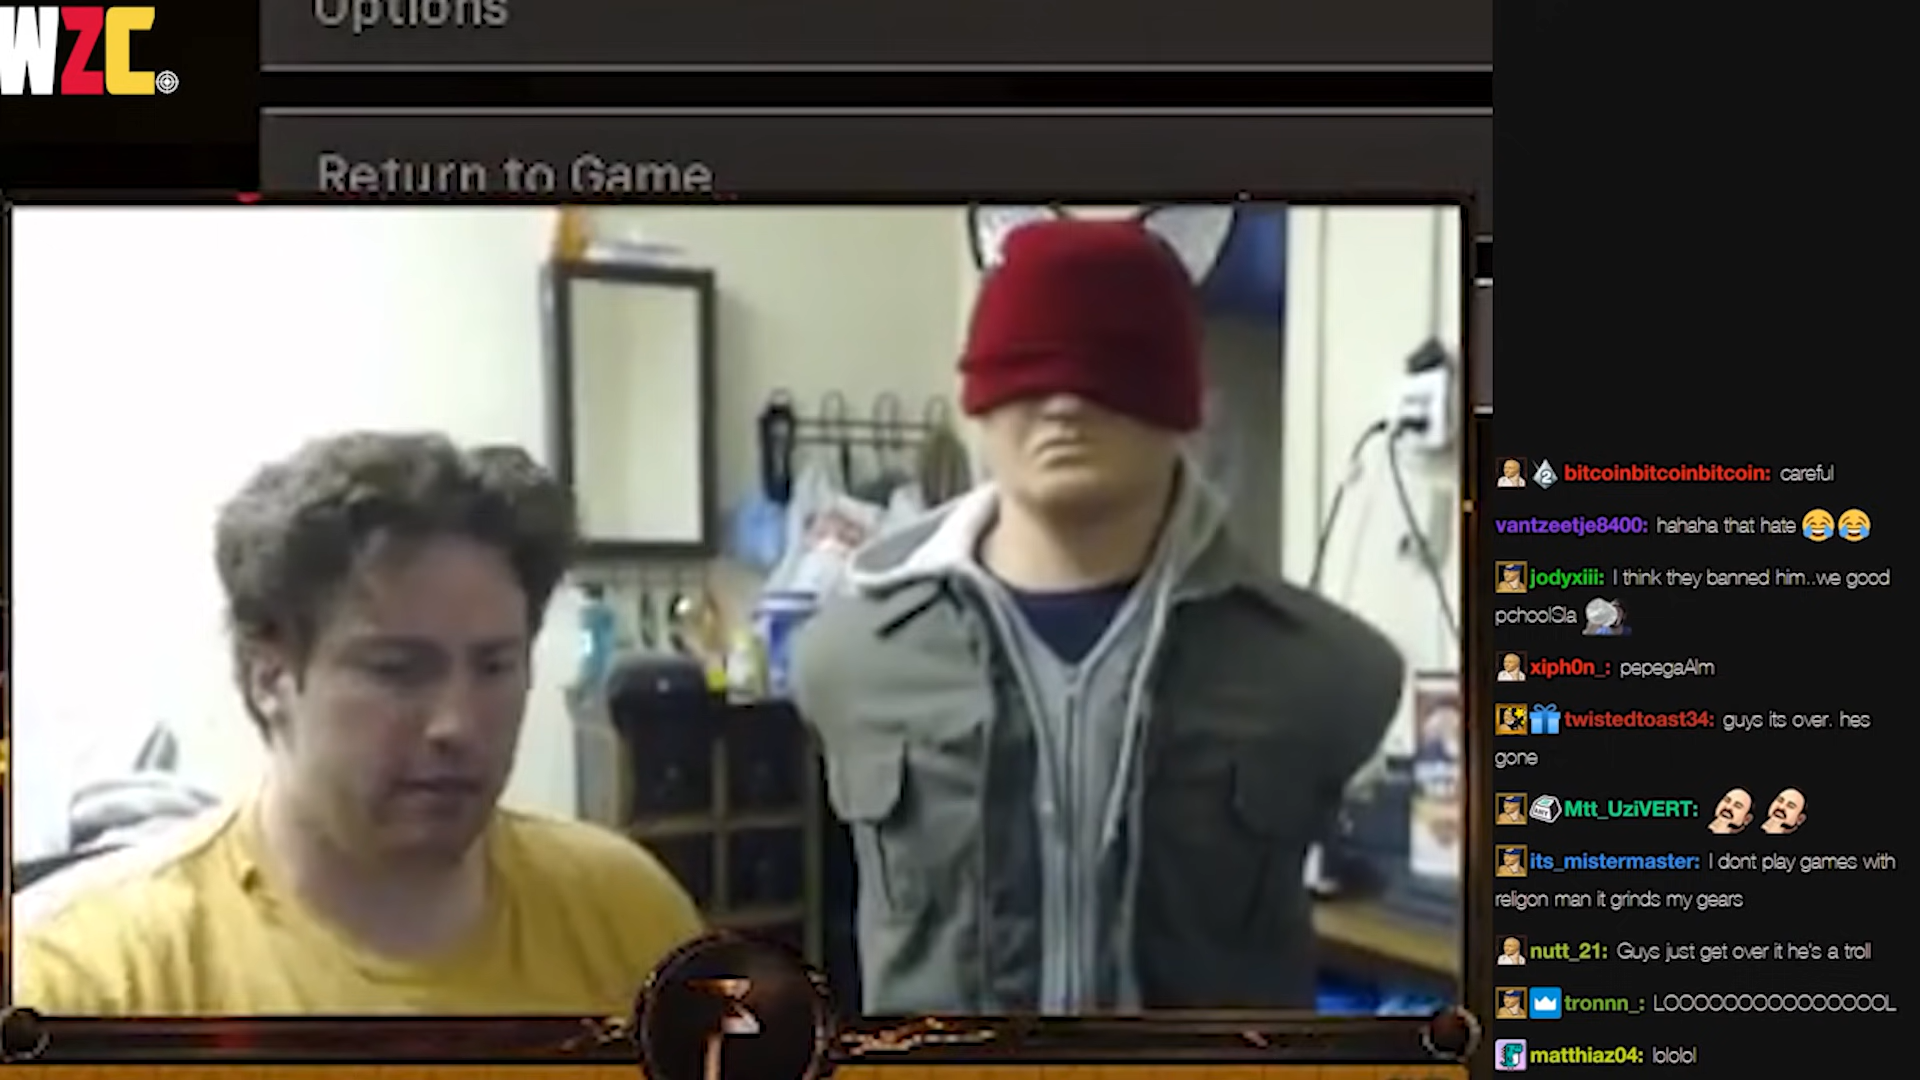 WZC
Options
Return to Game
bitcoinbitcoinbitcoin: careful
vantzeetje8400: hahaha that hate 😂😂
jodyxiii: I think they banned him..we good
pchoolSla
xiph0n_: pepegaAim
twistedtoast34: guys its over. hes
gone
Mtt_UziVERT:
its_mistermaster: I dont play games with
religon man it grinds my gears
nutt_21: Guys just get over it he's a troll
tronnn_: LOOOOOOOOOOOOOOOL
matthiaz04: lololol